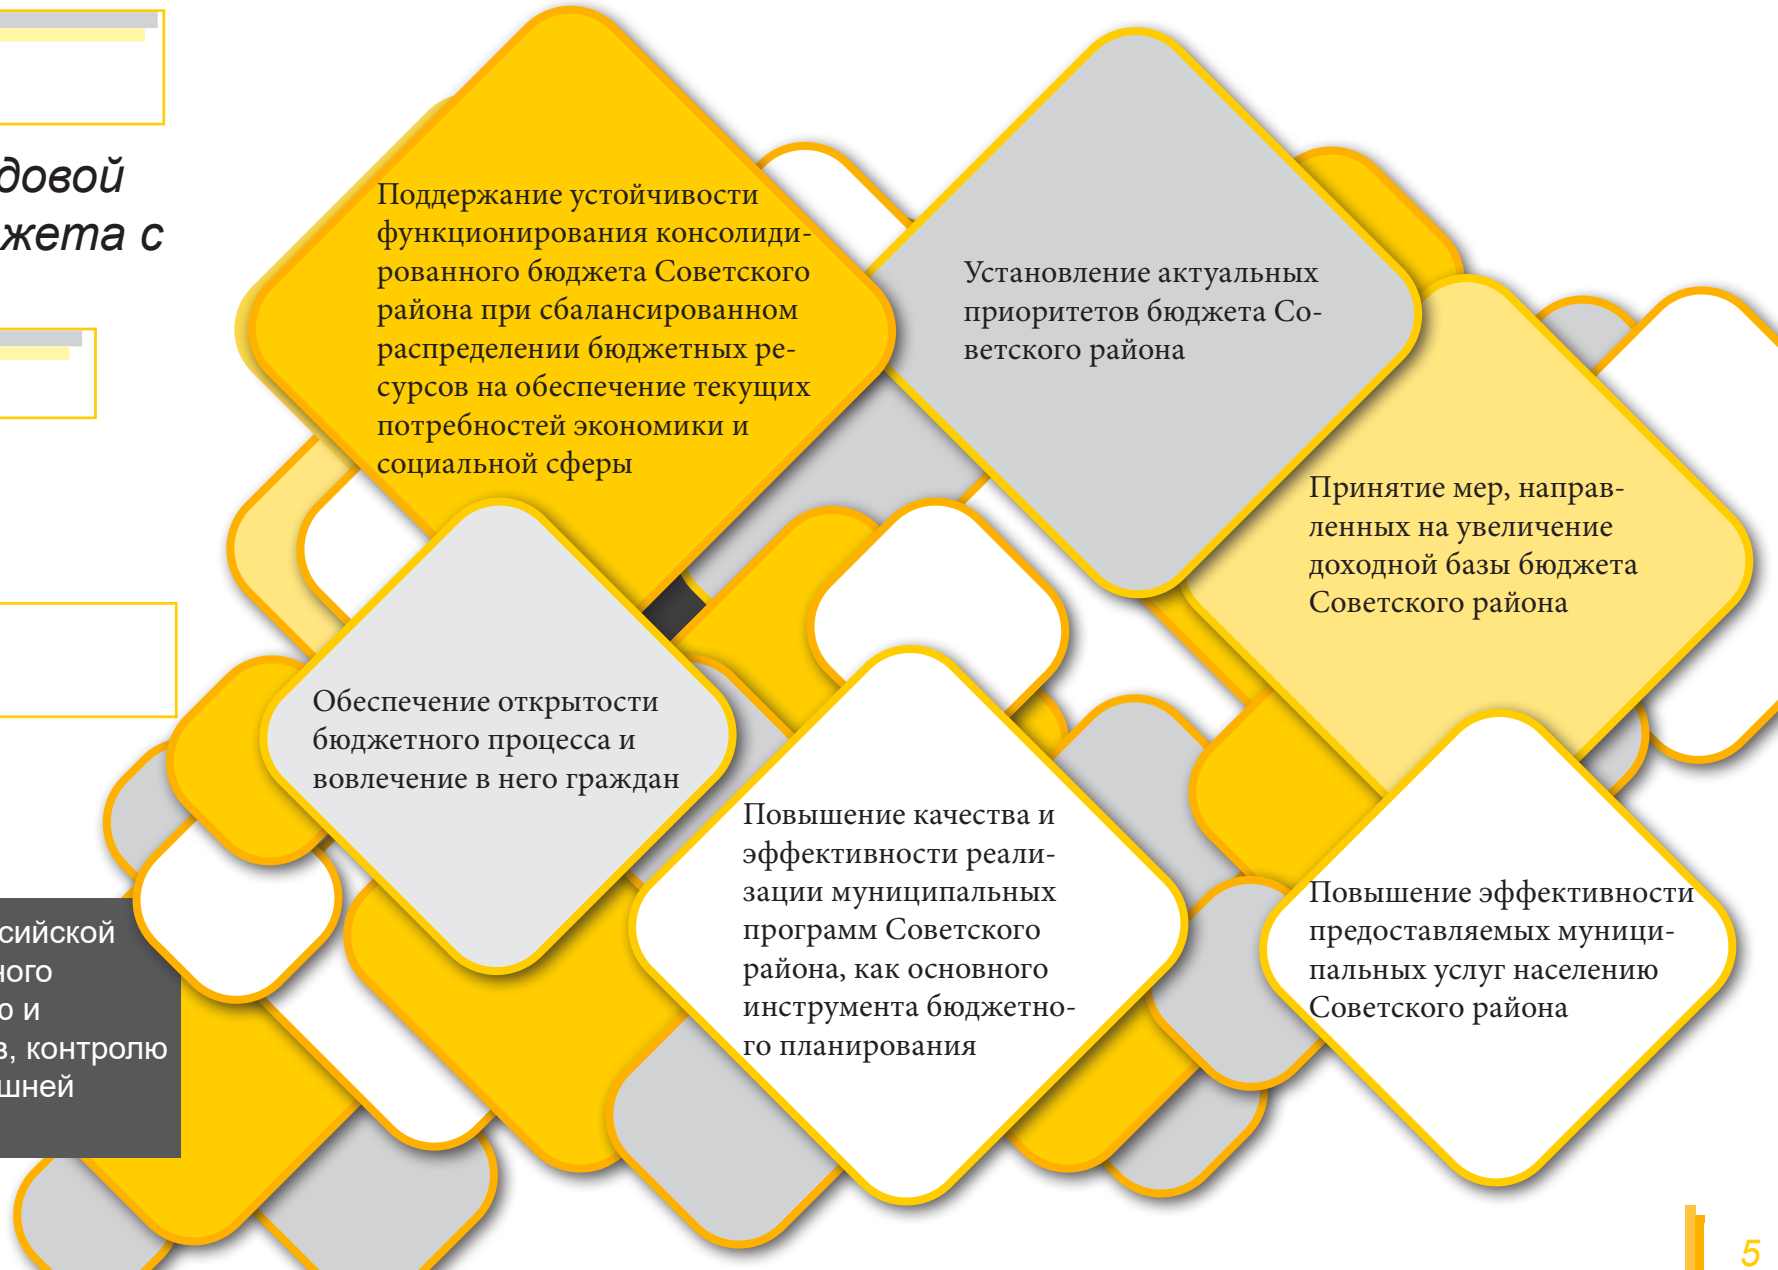 довой
жета с
Поддержание устойчивости
функционирования консолиди-
рованного бюджета Советского
района при сбалансированном
распределении бюджетных ре-
сурсов на обеспечение текущих
потребностей экономики и
социальной сферы
Установление актуальных
приоритетов бюджета Со-
ветского района
Принятие мер, направ-
ленных на увеличение
доходной базы бюджета
Советского района
Обеспечение открытости
бюджетного процесса и
вовлечение в него граждан
Повышение качества и
эффективности реали-
зации муниципальных
программ Советского
района, как основного
инструмента бюджетно-
го планирования
Повышение эффективности
предоставляемых муници-
пальных услуг населению
Советского района
сийской
ного
ю и
в, контролю
шней
5